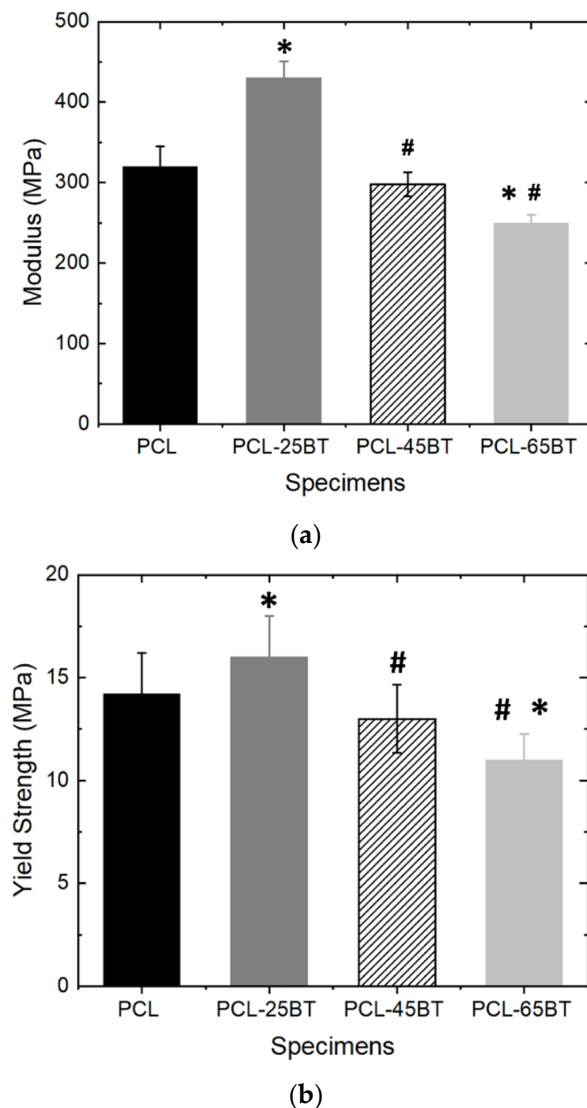 500
*
400
#
300
* #
200
100
0
Modulus (MPa)
PCL PCL-25BT PCL-45BT PCL-65BT
Specimens
(a)
20
*
#
15
# *
10
5
0
Yield Strength (MPa)
PCL PCL-25BT PCL-45BT PCL-65BT
Specimens
(b)